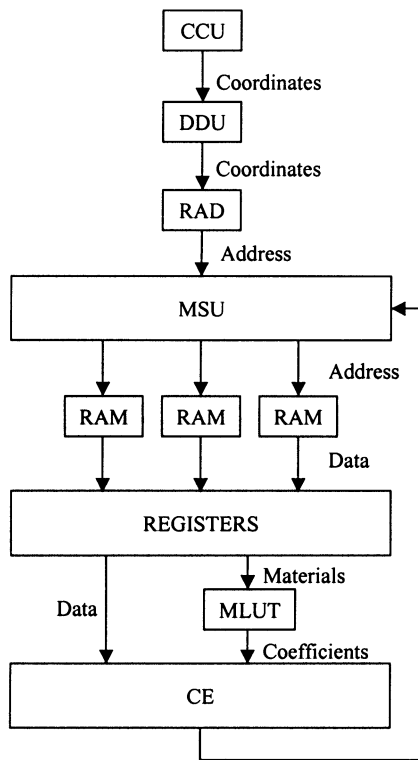 CCU
Coordinates
DDU
Coordinates
RAD
Address
MSU
Address
RAM RAM RAM
Data
REGISTERS
Materials
Data
MLUT
Coefficients
CE